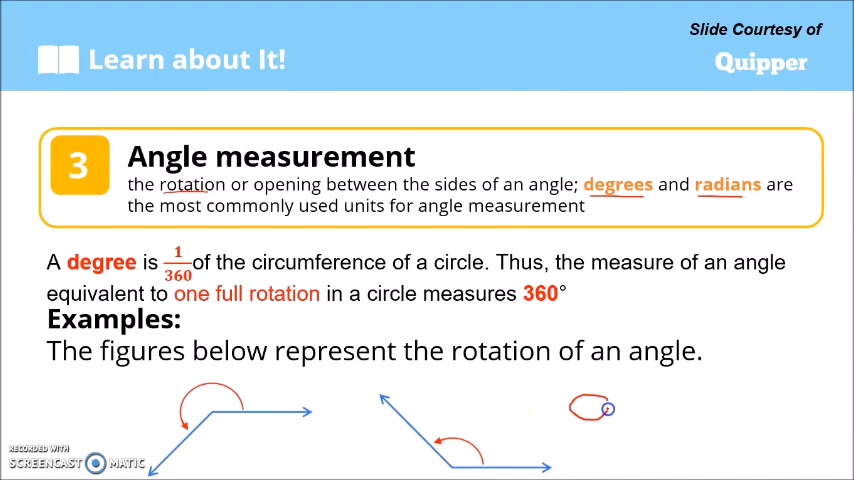 Slide Courtesy of
Learn about It!
Quipper
3
Angle measurement
the rotation or opening between the sides of an angle; degrees and radians are
the most commonly used units for angle measurement
A degree is 1/360 of the circumference of a circle. Thus, the measure of an angle
equivalent to one full rotation in a circle measures 360°
Examples:
The figures below represent the rotation of an angle.
RECORDED WITH
SCREENCAST MATIC